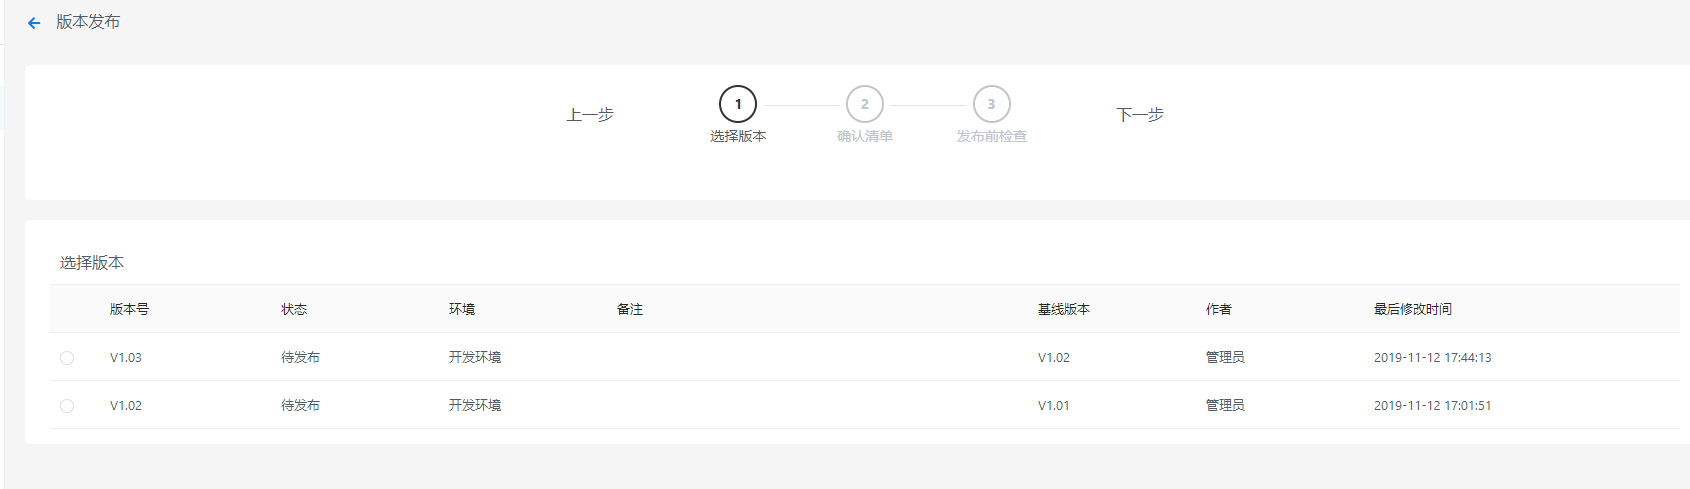 版本发布
上一步 1 2 3 下一步
选择版本 确认清单 发布前检查
选择版本
版本号 状态 环境 备注 基线版本 作者 最后修改时间
V1.03 待发布 开发环境 V1.02 管理员 2019-11-12 17:44:13
V1.02 待发布 开发环境 V1.01 管理员 2019-11-12 17:01:51